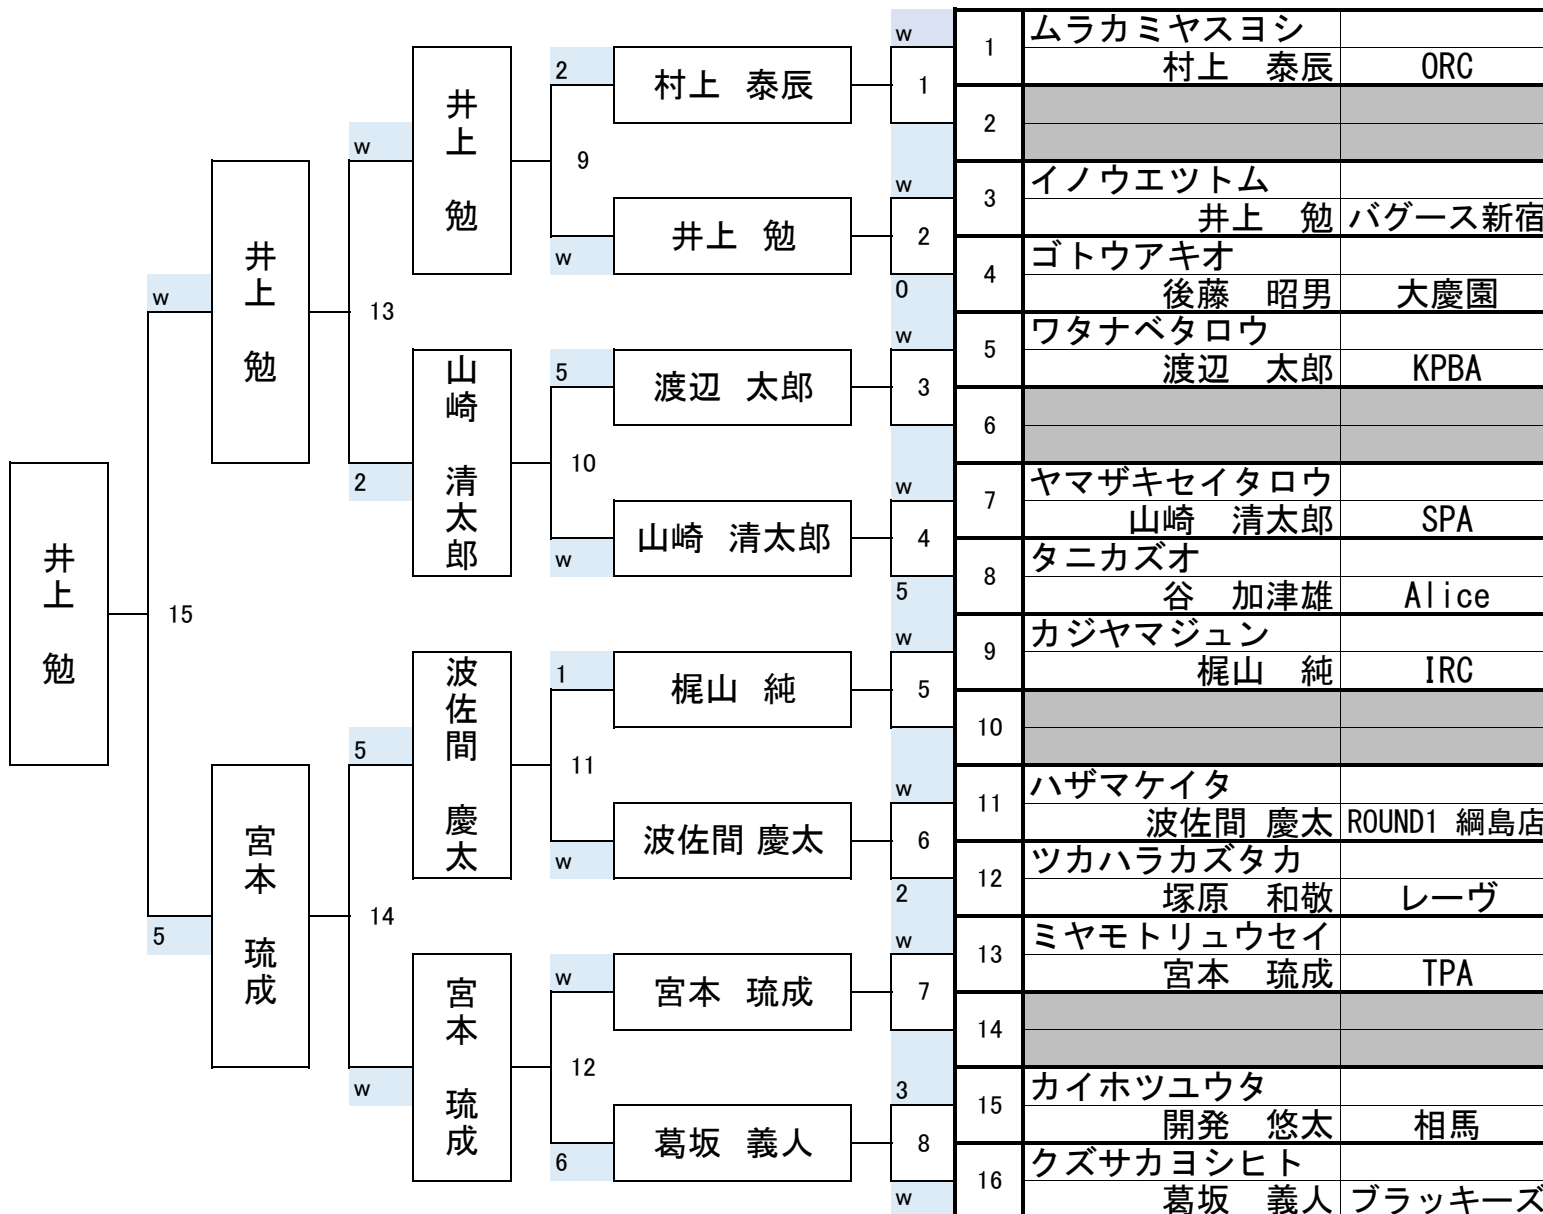 w
1
ムラカミヤスヨシ
村上　泰辰
ORC
2
村上 泰辰
1
2
井上 勉
w
9
w
3
イノウエツトム
井上　勉
バグース新宿
井上 勉
w
井上 勉
2
4
ゴトウアキオ
後藤　昭男
大慶園
0
w
13
w
5
ワタナベタロウ
渡辺　太郎
KPBA
山崎 清太郎
5
渡辺 太郎
3
6
2
10
w
7
ヤマザキセイタロウ
山崎　清太郎
SPA
w
山崎 清太郎
4
8
タニカズオ
谷　加津雄
Alice
5
井上 勉
15
w
9
カジヤマジュン
梶山　純
IRC
波佐間 慶太
1
梶山 純
5
10
5
11
w
11
ハザマケイタ
波佐間 慶太
ROUND1 綱島店
宮本 琉成
w
波佐間 慶太
6
12
ツカハラカズタカ
塚原　和敬
レーヴ
2
5
14
w
13
ミヤモトリュウセイ
宮本　琉成
TPA
宮本 琉成
w
宮本 琉成
7
14
w
12
3
15
カイホツユウタ
開発　悠太
相馬
6
葛坂 義人
8
16
クズサカヨシヒト
葛坂　義人
ブラッキーズ
w